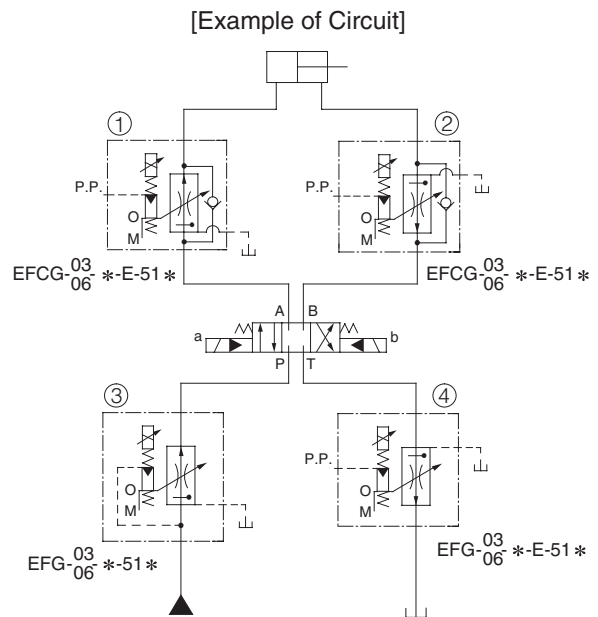 [Example of Circuit]
① ②
P.P. P.P.
O O
M M
EFCG-03/06- *-E-51* EFCG-03/06- *-E-51*
A B
a b
P T
③ ④
P.P.
O O
M M
EFG-03/06- *-51* EFG-03/06- *-E-51*